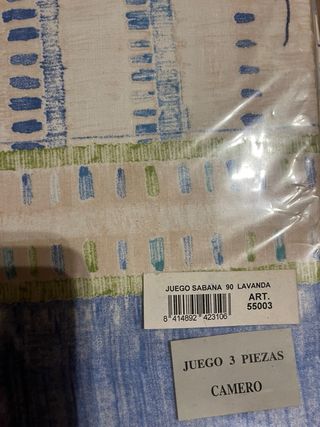 JUEGO SABANA 90 LAVANDA
ART.
55003
8 414892 423106
JUEGO 3 PIEZAS
CAMERO